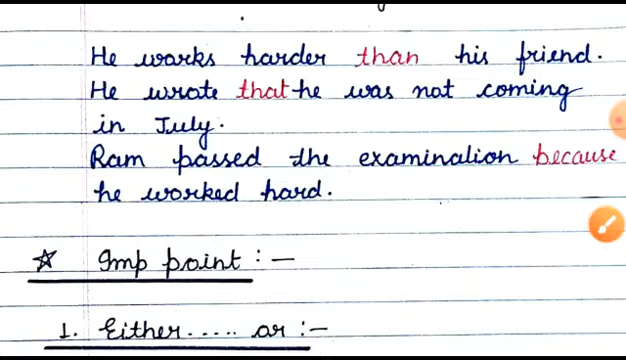 He works harder than his friend.
He wrote that he was not coming
in July.
Ram passed the examination because
he worked hard.
☆ Imp point :-
1. Either ..... or :-